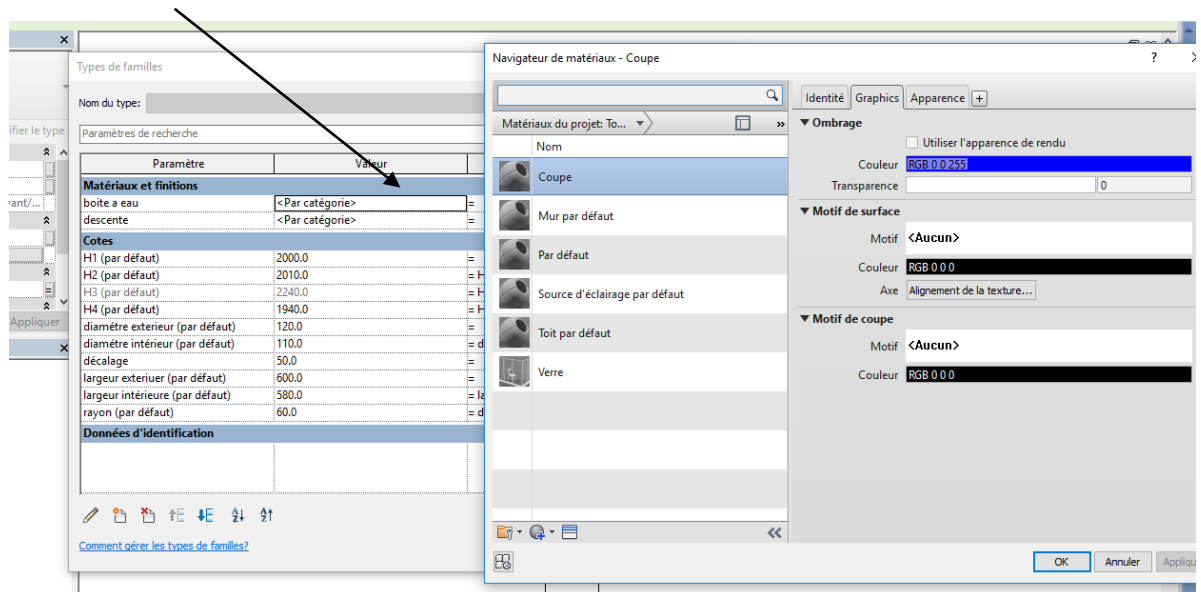 Types de familles
Nom du type:
ifier le type
Paramètres de recherche
Paramètre Valeur
Matériaux et finitions
boite a eau <Par catégorie> =
descente <Par catégorie> =
Cotes
H1 (par défaut) 2000.0 =
H2 (par défaut) 2010.0 = H
H3 (par défaut) 2240.0 = H
H4 (par défaut) 1940.0 = H
diamétre exterieur (par défaut) 120.0 =
diamétre intérieur (par défaut) 110.0 = d
décalage 50.0 =
largeur exteriuer (par défaut) 600.0 =
largeur intérieure (par défaut) 580.0 = la
rayon (par défaut) 60.0 = d
Données d'identification
Comment gérer les types de familles?
vant/...
Appliquer
Navigateur de matériaux - Coupe ?
Matériaux du projet: To... »
Nom
Coupe
Mur par défaut
Par défaut
Source d'éclairage par défaut
Toit par défaut
Verre
Identité Graphics Apparence +
Ombrage
Utiliser l'apparence de rendu
Couleur RGB 0 0 255
Transparence 0
Motif de surface
Motif <Aucun>
Couleur RGB 0 0 0
Axe Alignement de la texture...
Motif de coupe
Motif <Aucun>
Couleur RGB 0 0 0
OK Annuler Appliqu